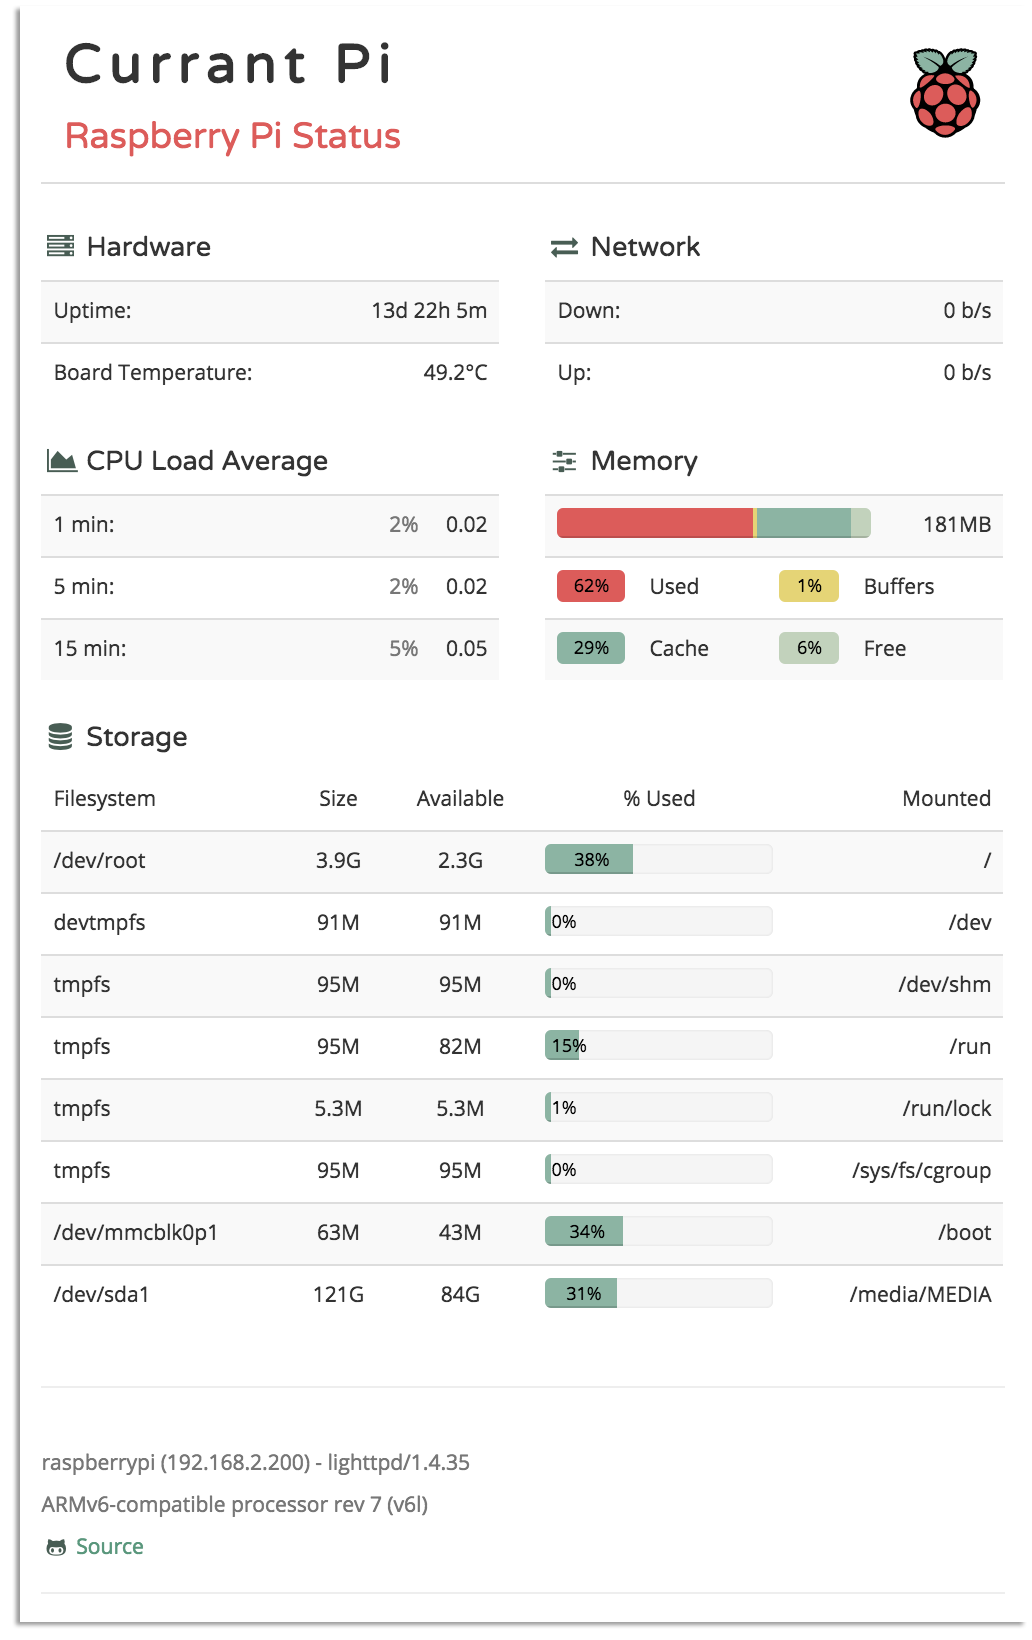 Currant Pi
Raspberry Pi Status
Hardware
Uptime: 13d 22h 5m
Board Temperature: 49.2°C
Network
Down: 0 b/s
Up: 0 b/s
CPU Load Average
1 min: 2% 0.02
5 min: 2% 0.02
15 min: 5% 0.05
Memory
181MB
62% Used 1% Buffers
29% Cache 6% Free
Storage
Filesystem Size Available % Used Mounted
/dev/root 3.9G 2.3G 38% /
devtmpfs 91M 91M 0% /dev
tmpfs 95M 95M 0% /dev/shm
tmpfs 95M 82M 15% /run
tmpfs 5.3M 5.3M 1% /run/lock
tmpfs 95M 95M 0% /sys/fs/cgroup
/dev/mmcblk0p1 63M 43M 34% /boot
/dev/sda1 121G 84G 31% /media/MEDIA
raspberrypi (192.168.2.200) - lighttpd/1.4.35
ARMv6-compatible processor rev 7 (v6l)
Source